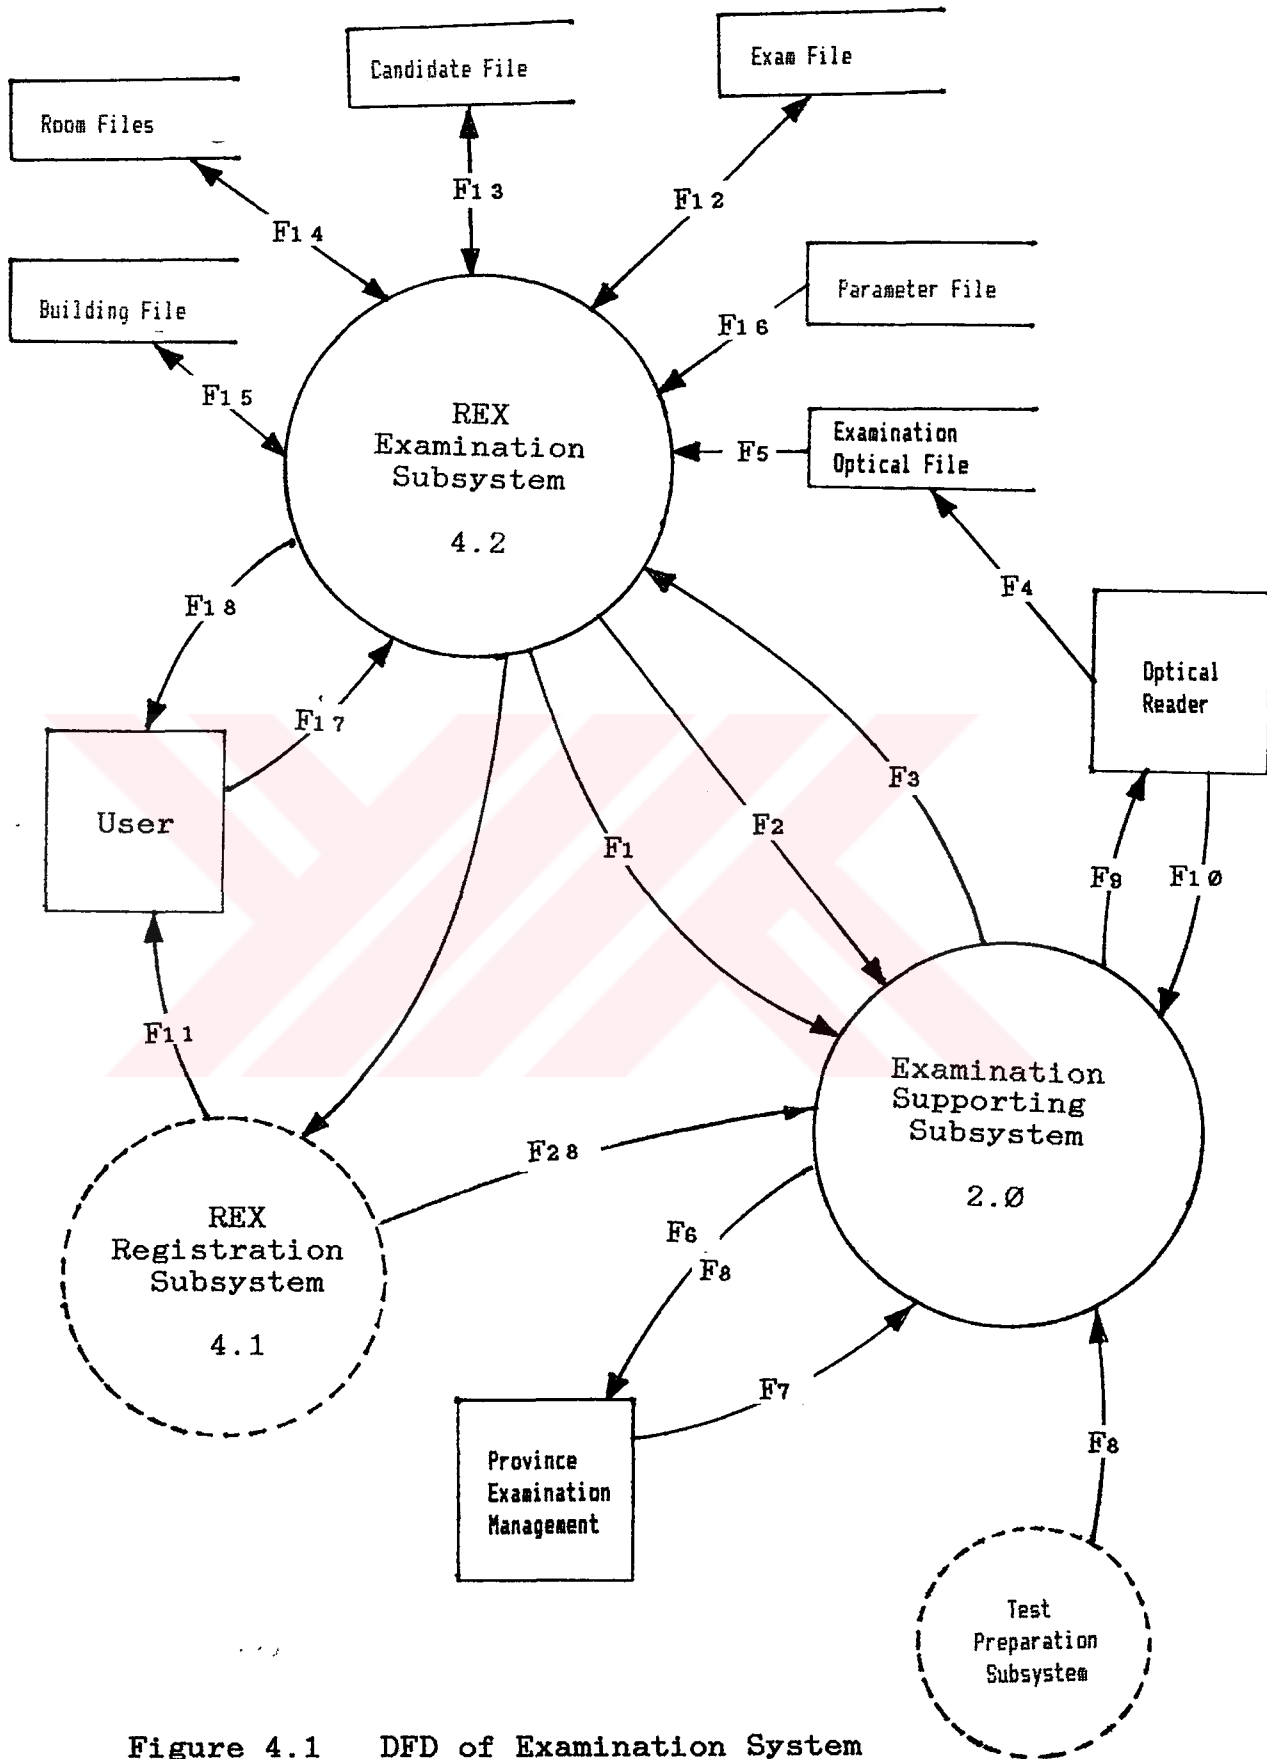 Candidate File
Exam File
Room Files
F13
F12
F14
Building File
Parameter File
F16
F15
REX
Examination
Subsystem
4.2
F5
Examination
Optical File
F4
F18
Optical
Reader
F17
User
F3
F2
F1
F9
F10
F11
Examination
Supporting
Subsystem
2.Ø
F28
REX
Registration
Subsystem
4.1
F6
F8
F7
Province
Examination
Management
F8
Test
Preparation
Subsystem
Figure 4.1 DFD of Examination System